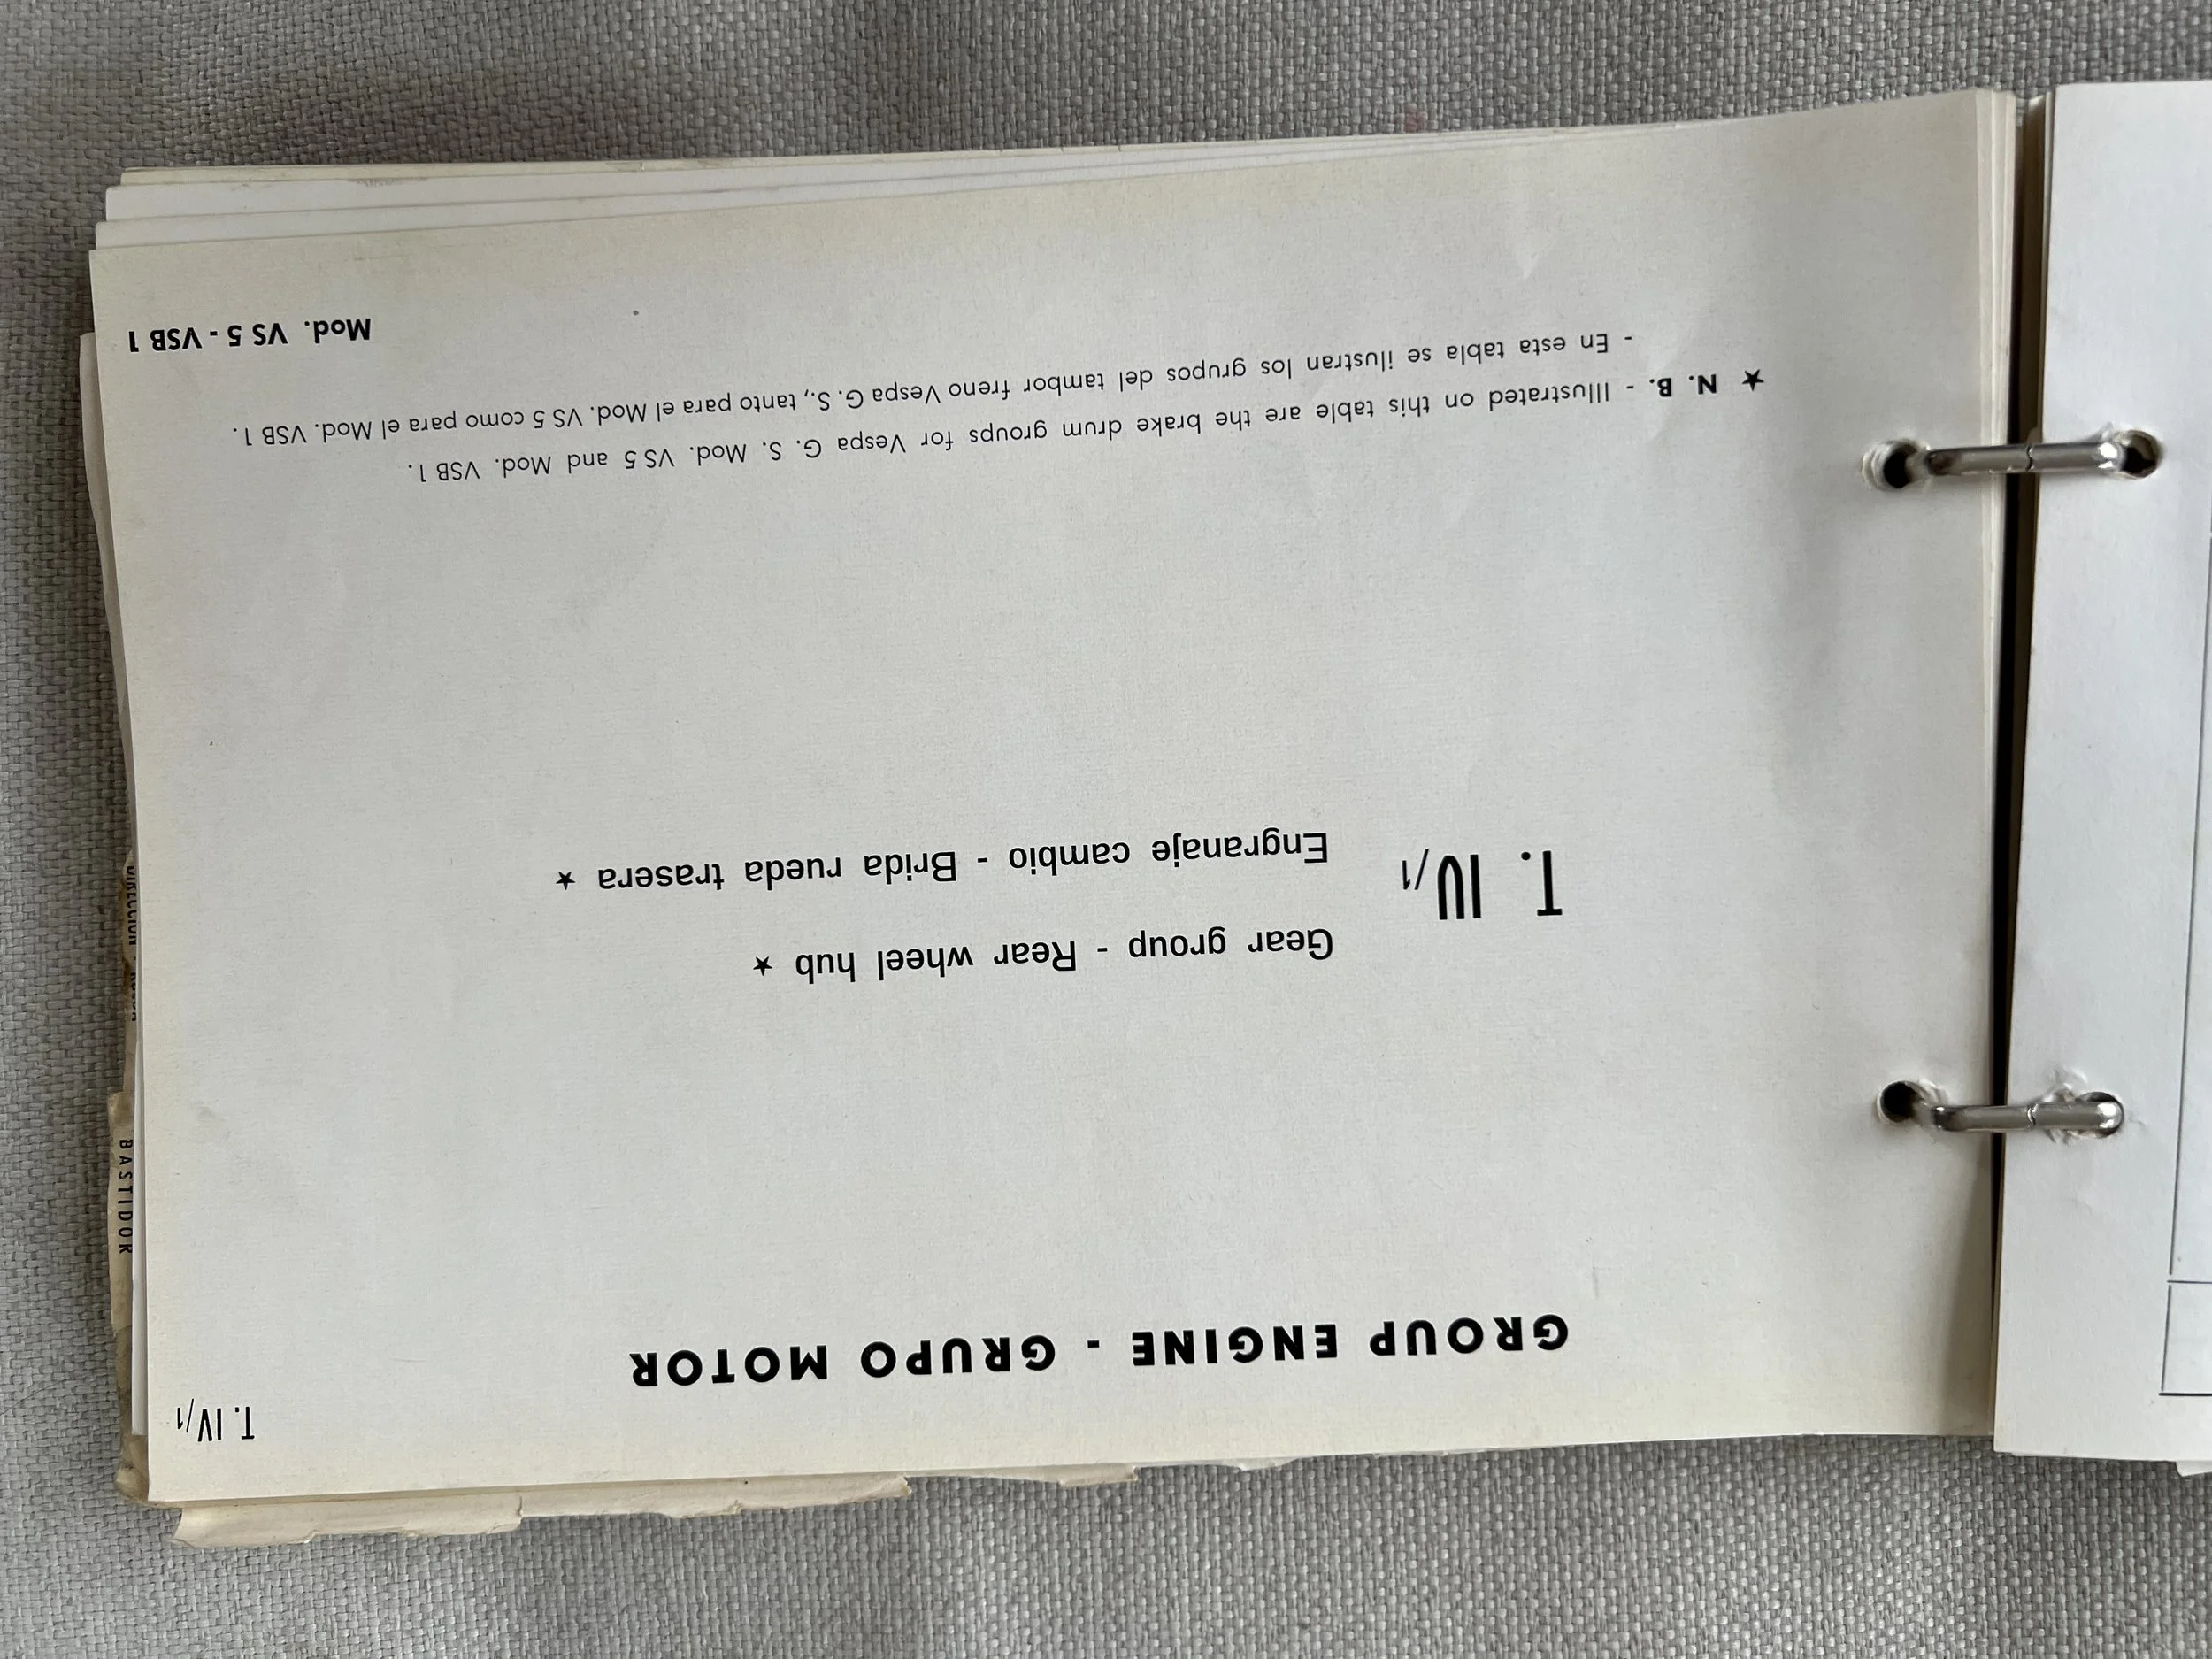 T. IV/1
GROUP ENGINE - GRUPO MOTOR
Gear group - Rear wheel hub ★
T. IV/1
Engranaje cambio - Brida rueda trasera ★
★ N. B. - Illustrated on this table are the brake drum groups for Vespa G. S. Mod. VS 5 and Mod. VSB 1.
- En esta tabla se ilustran los grupos del tambor freno Vespa G. S., tanto para el Mod. VS 5 como para el Mod. VSB 1.
Mod. VS 5 - VSB 1
BASTIDOR